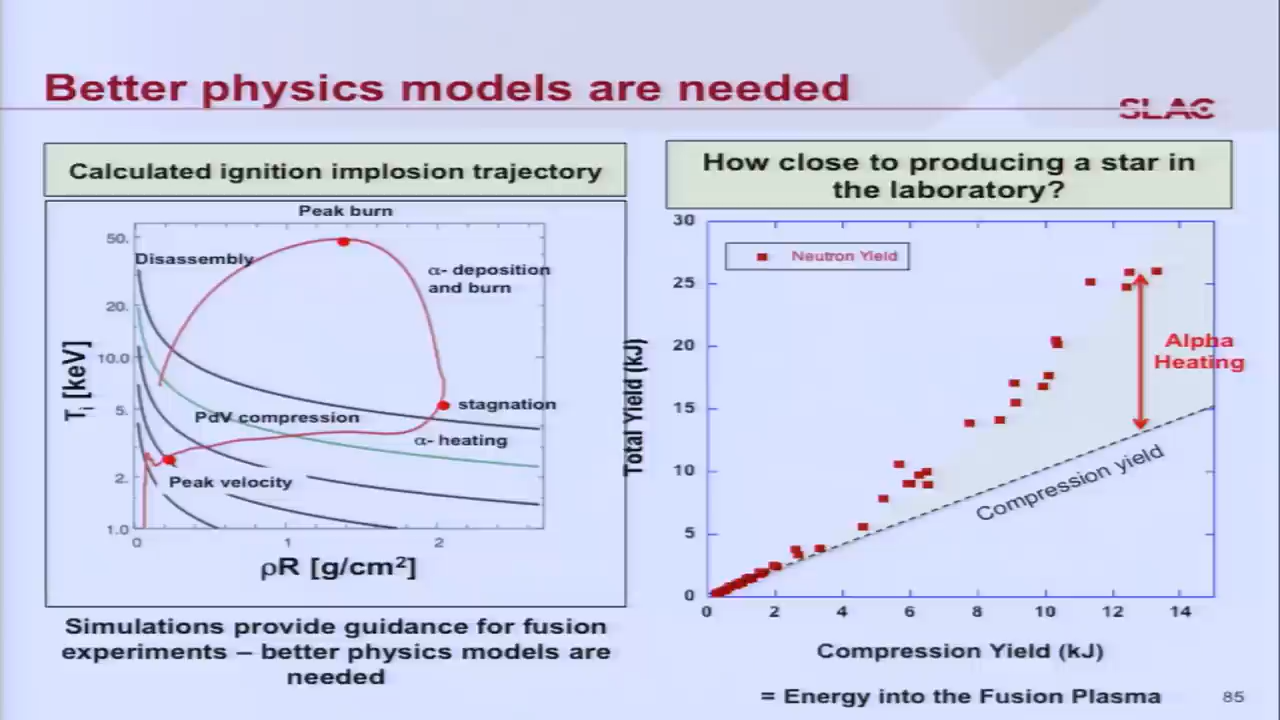 Better physics models are needed
SLAC
Calculated ignition implosion trajectory
Peak burn
50.
Disassembly
α- deposition
and burn
20.
10.0
Ti [keV]
5.
stagnation
PdV compression
α- heating
2.
Peak velocity
1.0
0 1 2
ρR [g/cm²]
Simulations provide guidance for fusion
experiments – better physics models are
needed
How close to producing a star in
the laboratory?
30
Neutron Yield
25
20
Alpha
Heating
Total Yield (kJ)
15
10
Compression yield
5
0
0 2 4 6 8 10 12 14
Compression Yield (kJ)
= Energy into the Fusion Plasma
85